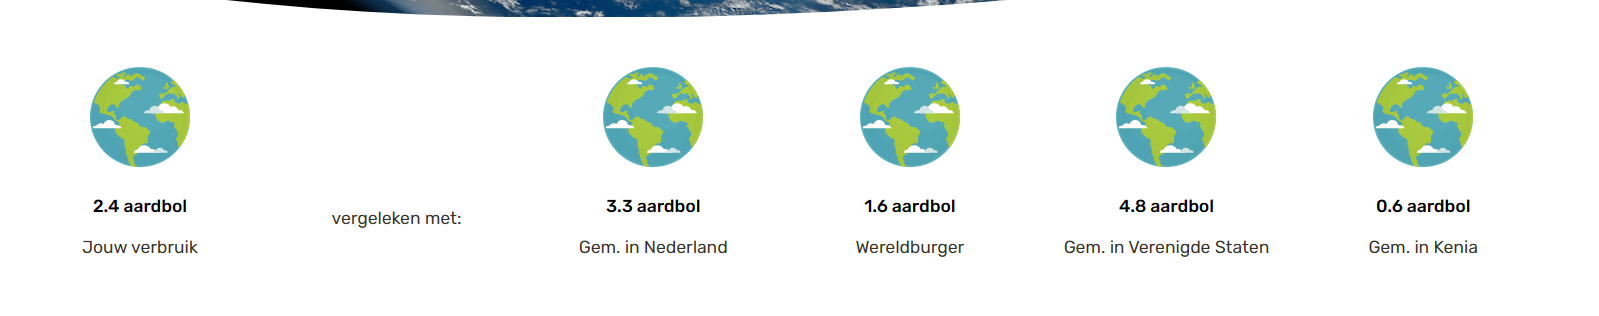 2.4 aardbol
Jouw verbruik
vergeleken met:
3.3 aardbol
Gem. in Nederland
1.6 aardbol
Wereldburger
4.8 aardbol
Gem. in Verenigde Staten
0.6 aardbol
Gem. in Kenia